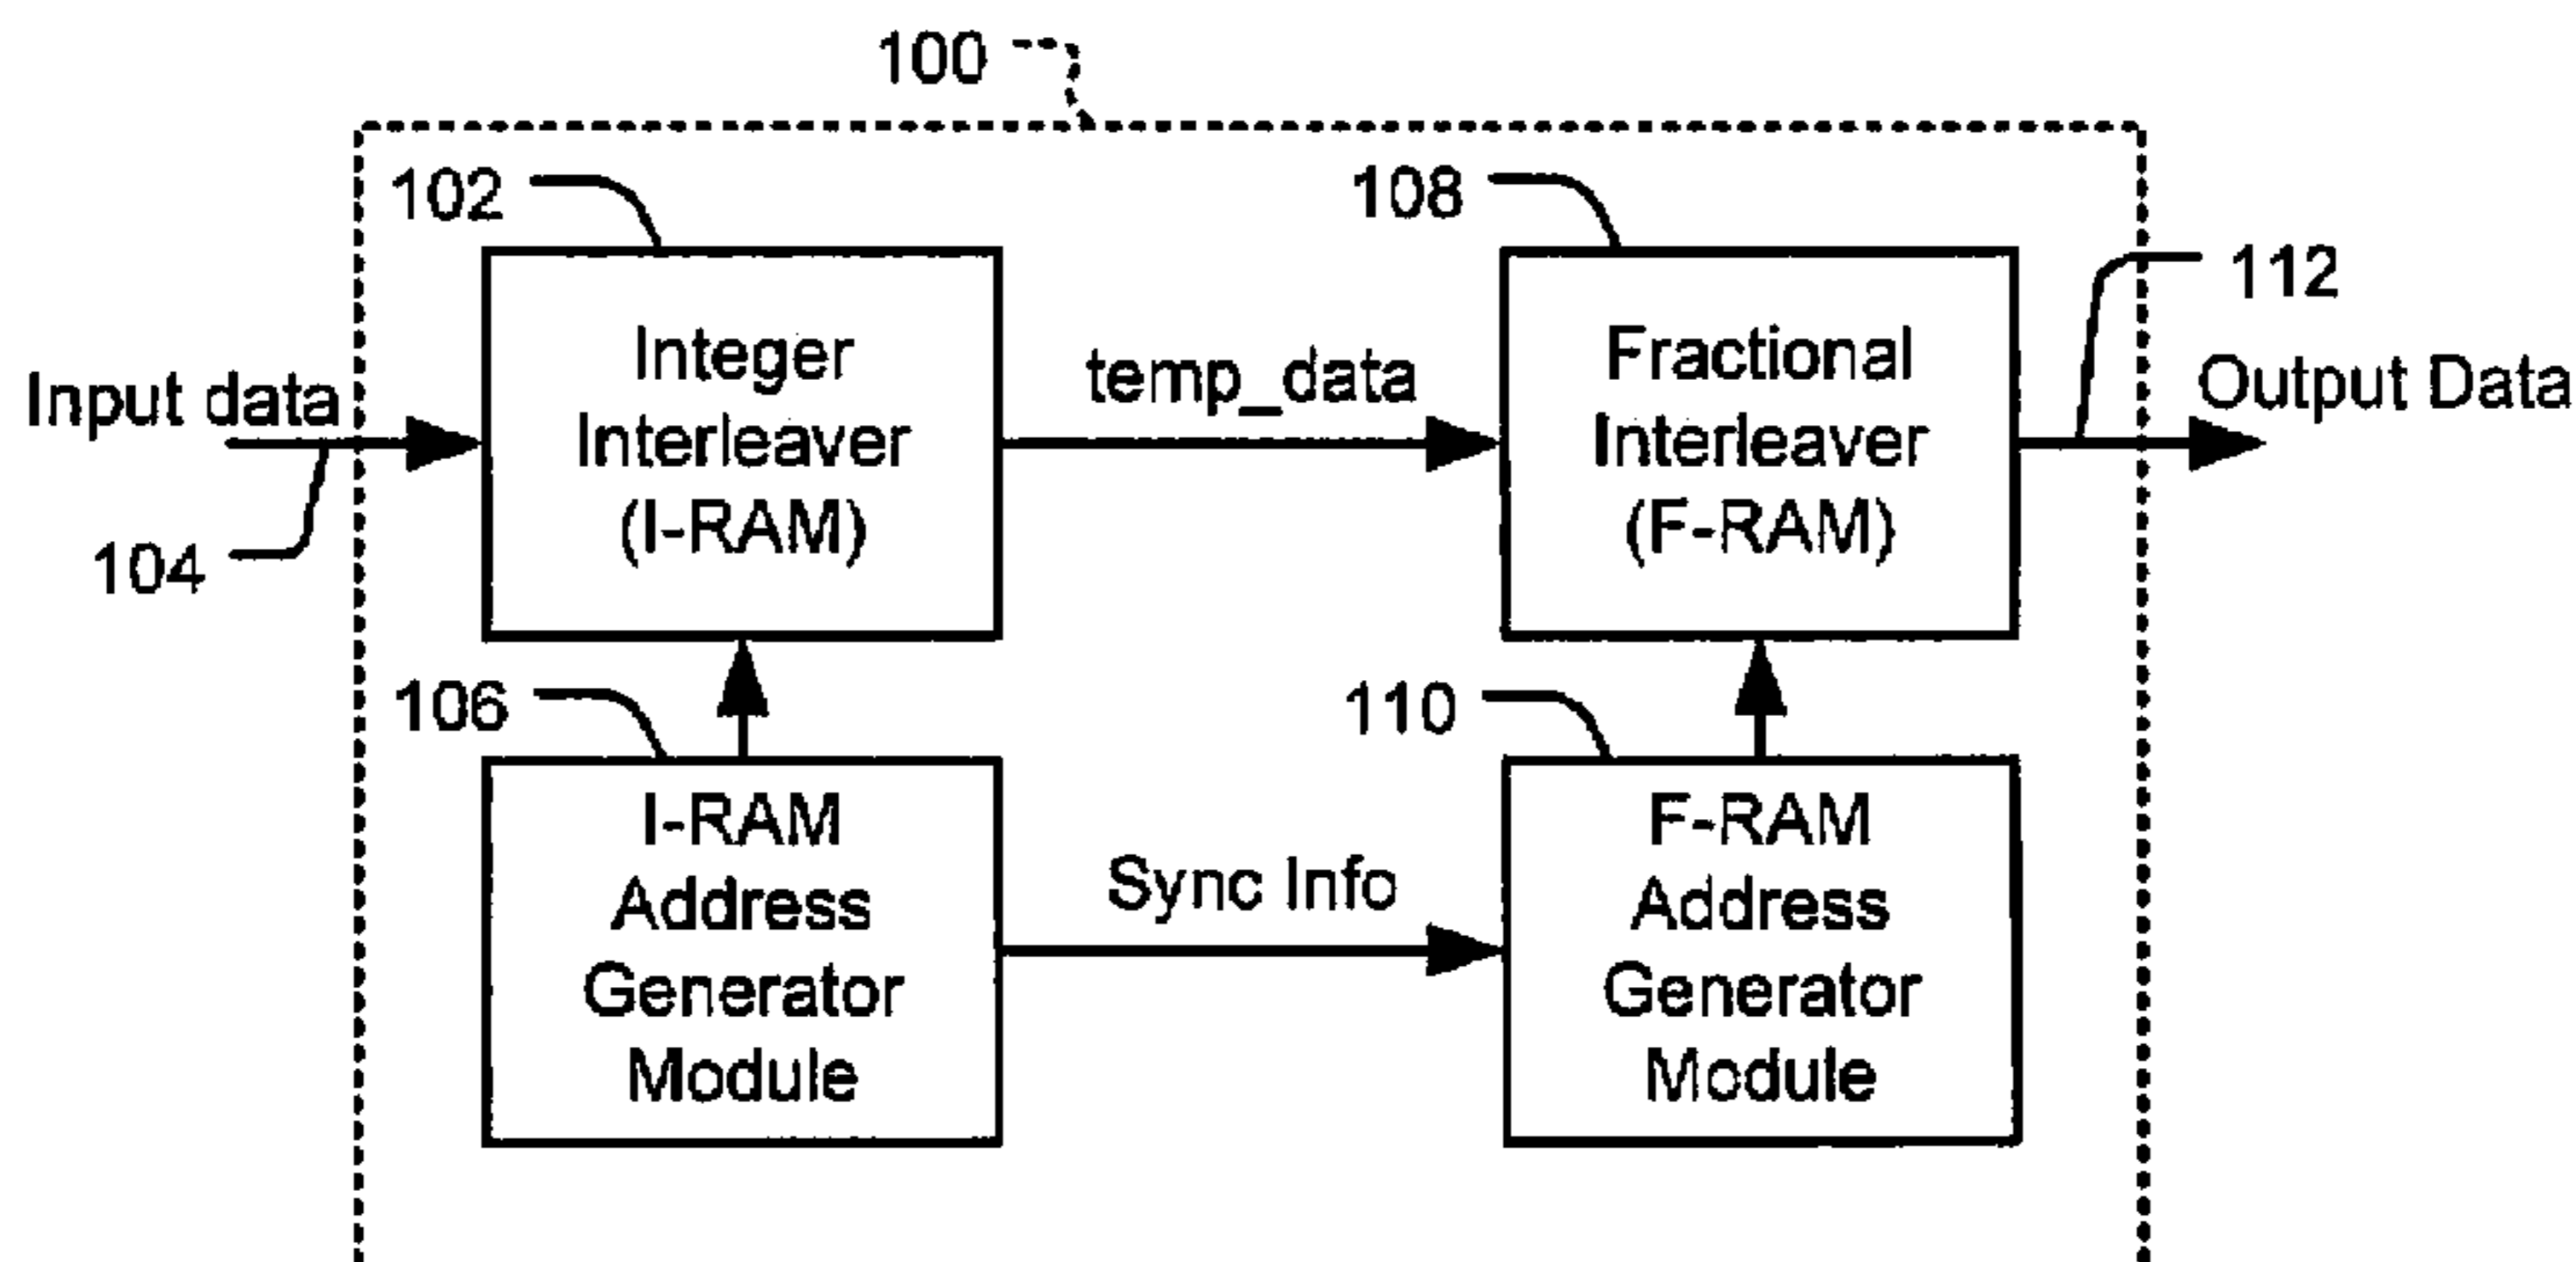 100
102
108
112
Integer
Interleaver
(I-RAM)
temp_data
Fractional
Interleaver
(F-RAM)
Input data
Output Data
104
106
110
I-RAM
Address
Generator
Module
Sync Info
F-RAM
Address
Generator
Module